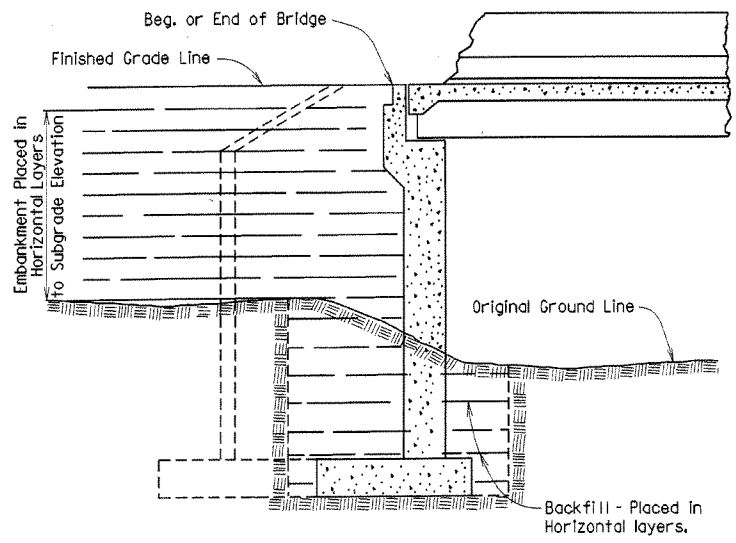 Beg. or End of Bridge
Finished Grade Line
Embankment Placed in
Horizontal Layers
to Subgrade Elevation
Original Ground Line
Backfill - Placed in
Horizontal layers.